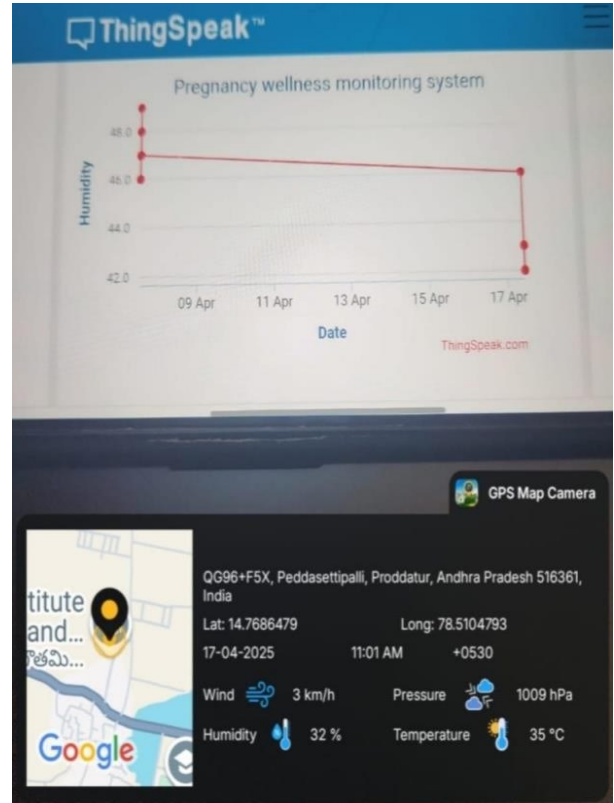 ThingSpeak™
Pregnancy wellness monitoring system
48.0
46.0
44.0
42.0
Humidity
09 Apr 11 Apr 13 Apr 15 Apr 17 Apr
Date
ThingSpeak.com
GPS Map Camera
QG96+F5X, Peddasettipalli, Proddatur, Andhra Pradesh 516361,
India
Lat: 14.7686479 Long: 78.5104793
17-04-2025 11:01 AM +0530
Wind 3 km/h Pressure 1009 hPa
Humidity 32 % Temperature 35 °C
titute
and...
Google